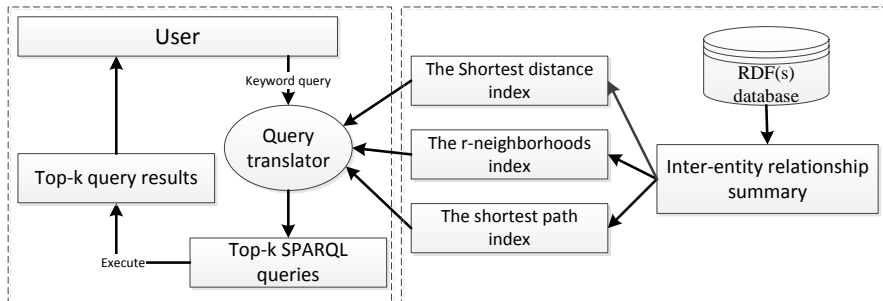 User
Keyword query
Query
translator
Top-k query results
Execute
Top-k SPARQL
queries
The Shortest distance
index
The r-neighborhoods
index
The shortest path
index
RDF(s)
database
Inter-entity relationship
summary